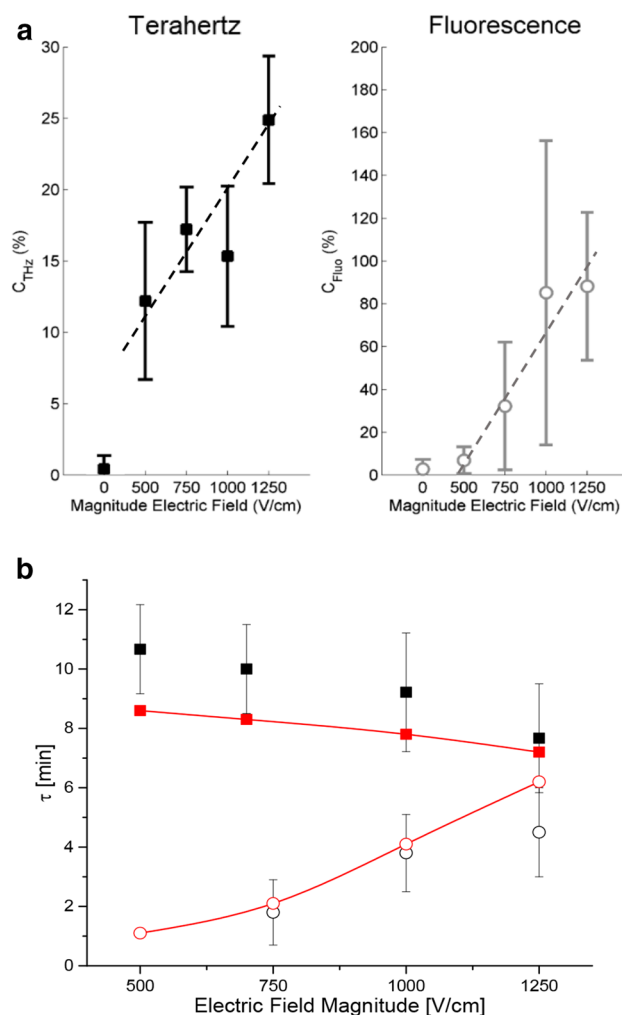 a
Terahertz
Fluorescence
30
25
20
15
10
5
0
C_THz (%)
0 500 750 1000 1250
Magnitude Electric Field (V/cm)
200
180
160
140
120
100
80
60
40
20
0
C_Fluo (%)
0 500 750 1000 1250
Magnitude Electric Field (V/cm)
b
12
10
8
6
4
2
0
τ [min]
500 750 1000 1250
Electric Field Magnitude [V/cm]